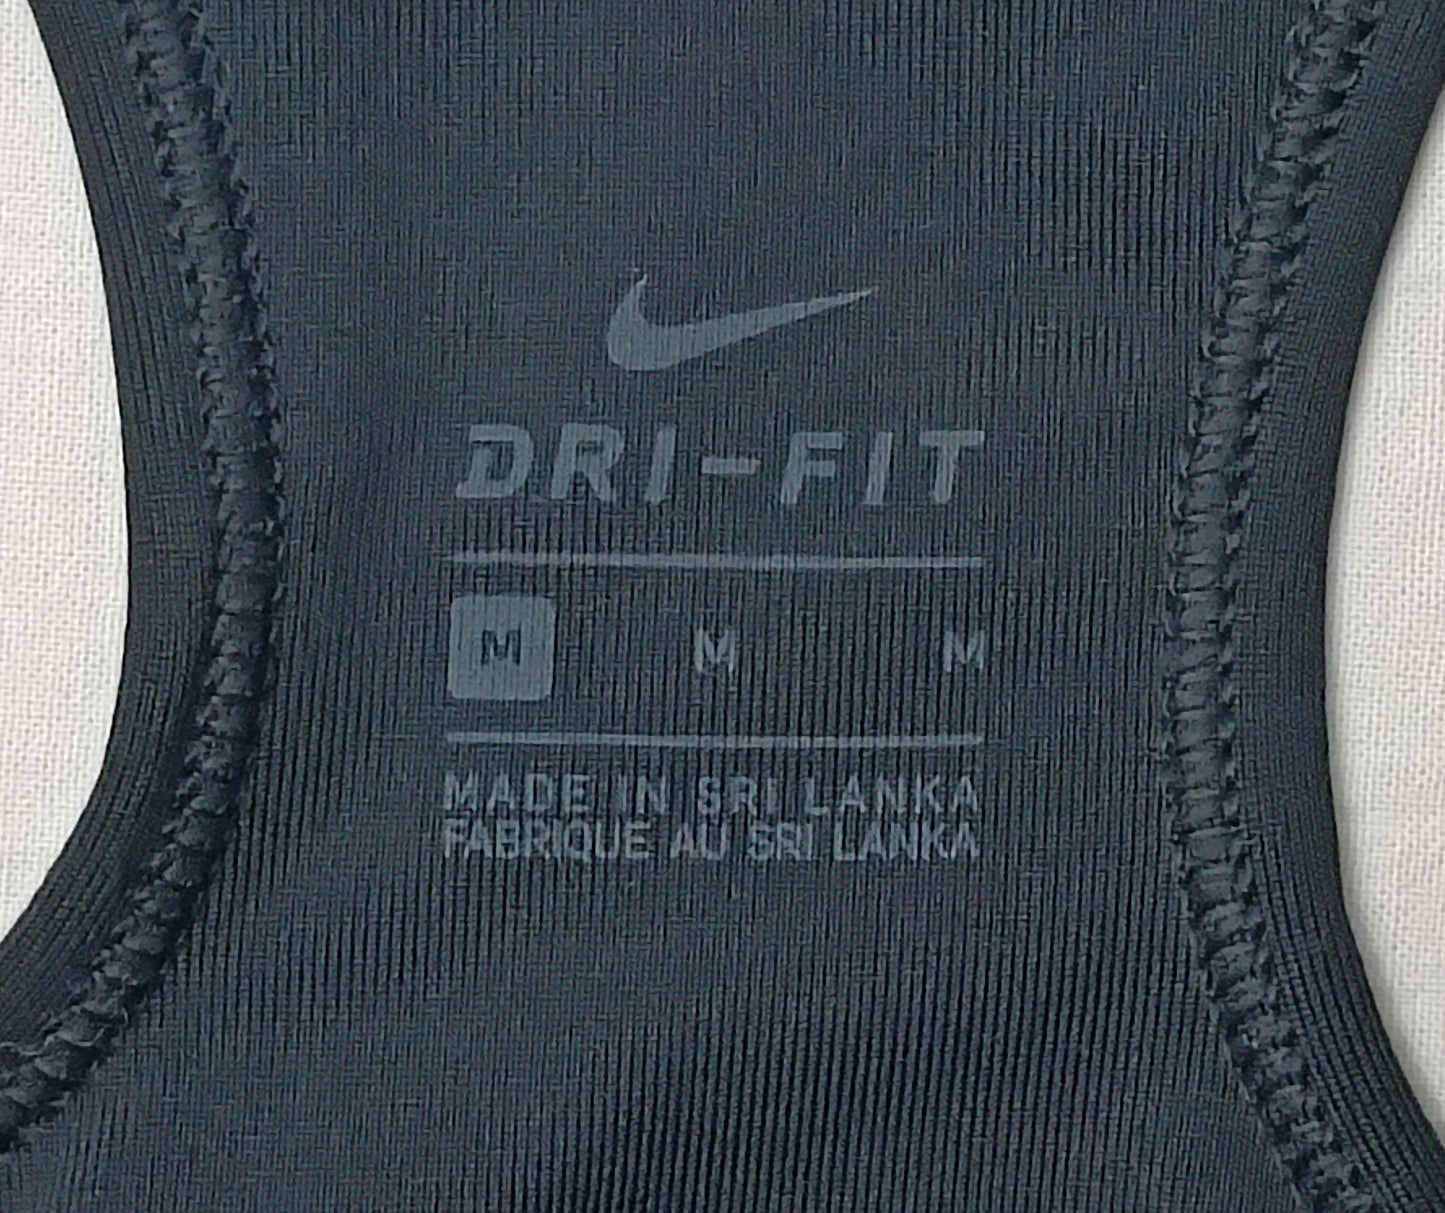 DRI-FIT
M M M
MADE IN SRI LANKA
FABRIQUE AU SRI LANKA